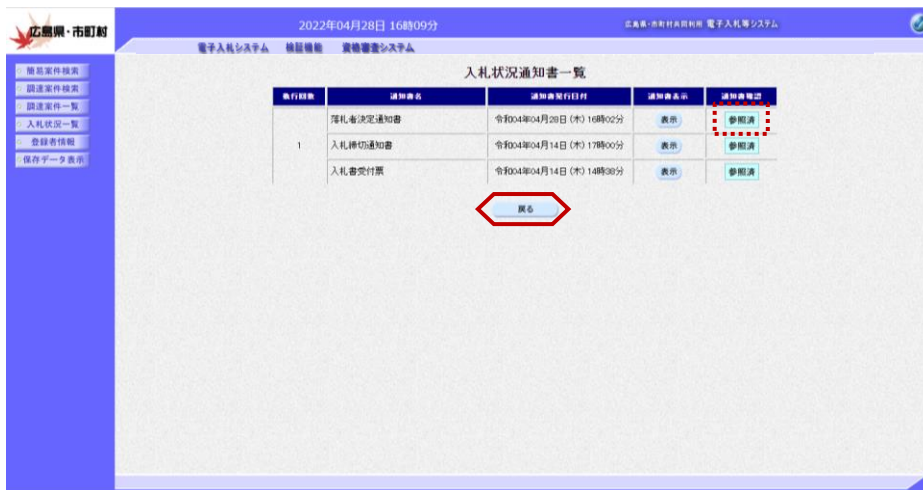 広島県・市町村
2022年04月28日 16時09分
広島県・市町村共同利用 電子入札等システム
電子入札システム 検証機能 資格審査システム
簡易案件検索
調達案件検索
調達案件一覧
入札状況一覧
登録者情報
保存データ表示
入札状況通知書一覧
執行回数 通知書名 通知書発行日付 通知書表示 通知書確認
落札者決定通知書 令和04年04月28日 (木) 16時02分 表示 参照済
1 入札締切通知書 令和04年04月14日 (木) 17時00分 表示 参照済
入札書受付票 令和04年04月14日 (木) 14時38分 表示 参照済
戻る